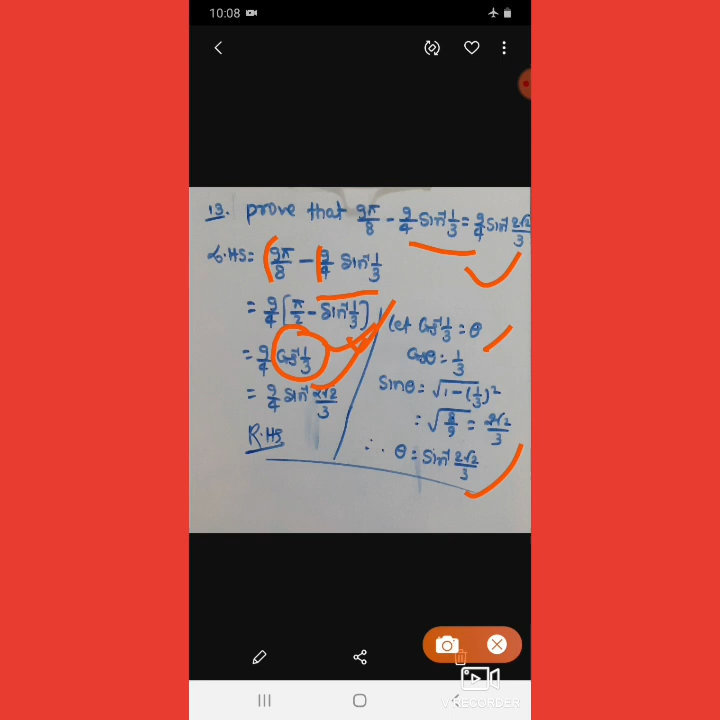 10:08
13. prove that 9π/8 - 9/4 Sin⁻¹ 1/3 = 9/4 Sin⁻¹ 2√2/3
L.HS = 9π/8 - 9/4 Sin⁻¹ 1/3
= 9/4 [π/2 - Sin⁻¹ 1/3]
= 9/4 Cos⁻¹ 1/3
= 9/4 Sin⁻¹ 2√2/3
R.HS
Let Cos⁻¹ 1/3 = θ
Cosθ = 1/3
Sinθ = √1-(1/3)²
= √8/9 = 2√2/3
∴ θ = Sin⁻¹ 2√2/3
VRECORDER